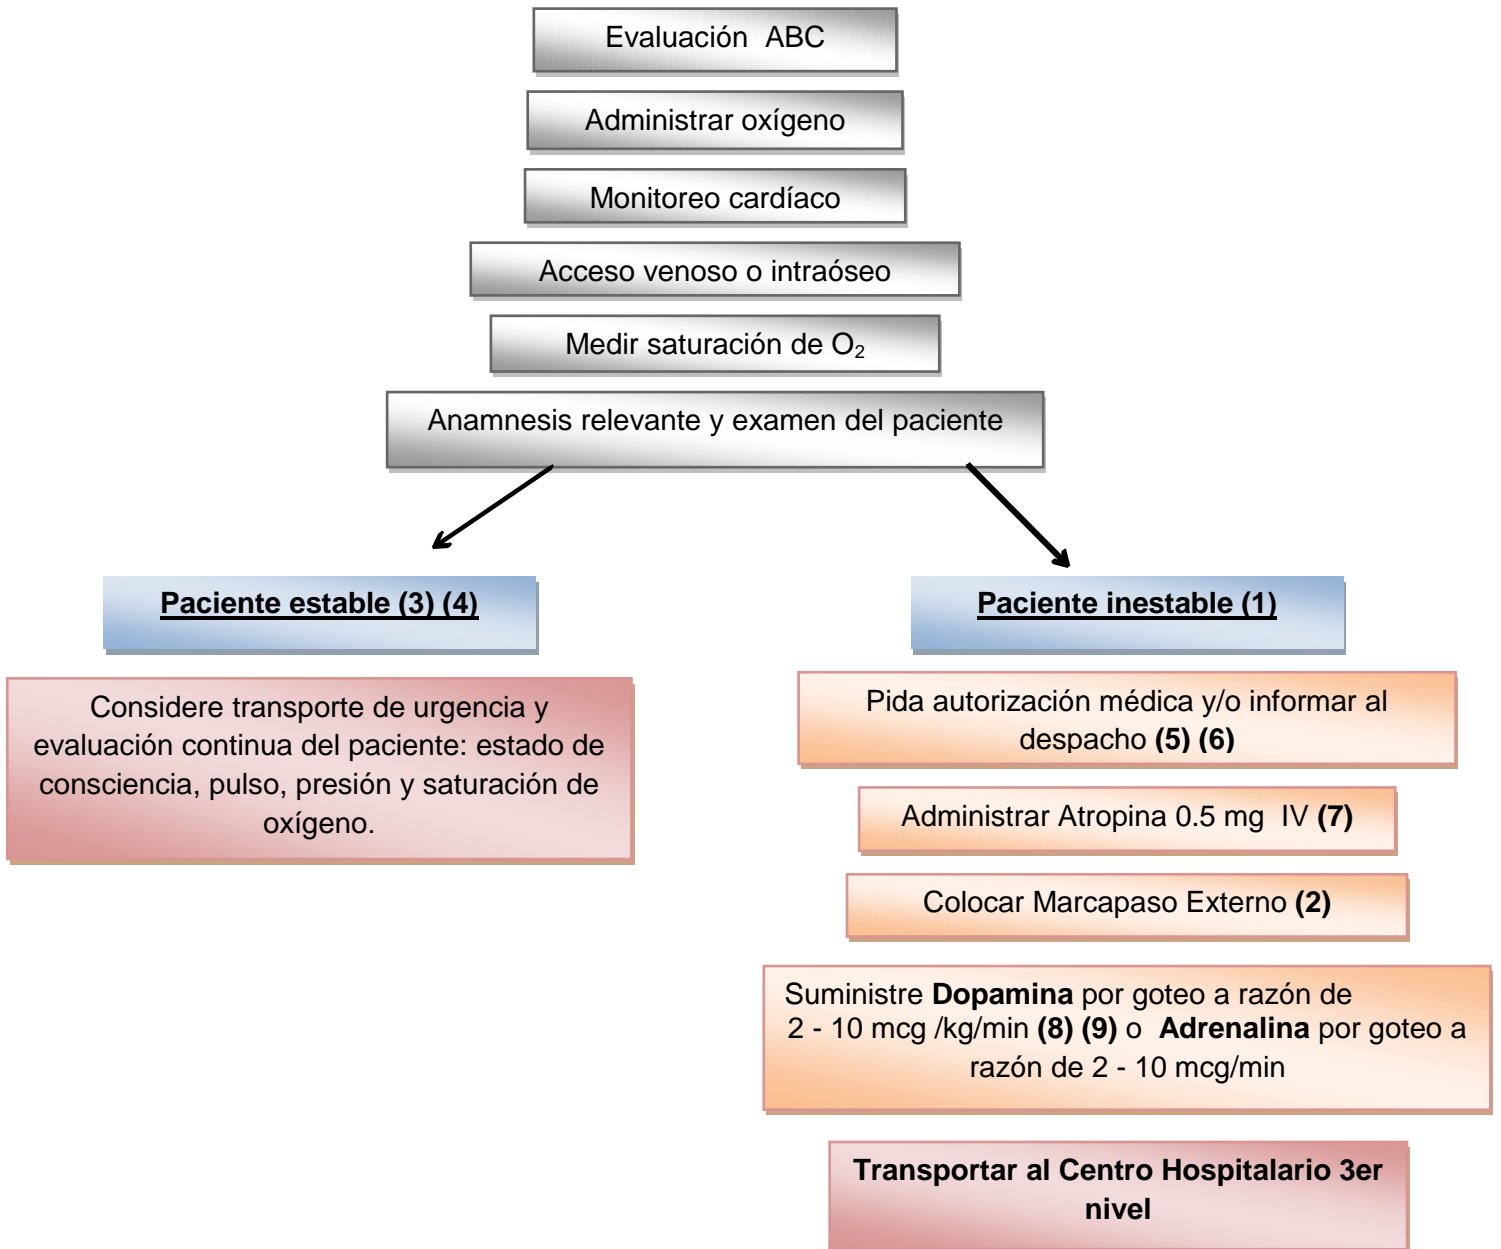 Evaluación ABC
Administrar oxígeno
Monitoreo cardíaco
Acceso venoso o intraóseo
Medir saturación de O₂
Anamnesis relevante y examen del paciente
Paciente estable (3) (4)
Considere transporte de urgencia y
evaluación continua del paciente: estado de
consciencia, pulso, presión y saturación de
oxígeno.
Paciente inestable (1)
Pida autorización médica y/o informar al
despacho (5) (6)
Administrar Atropina 0.5 mg IV (7)
Colocar Marcapaso Externo (2)
Suministre Dopamina por goteo a razón de
2 - 10 mcg /kg/min (8) (9) o Adrenalina por goteo a
razón de 2 - 10 mcg/min
Transportar al Centro Hospitalario 3er
nivel